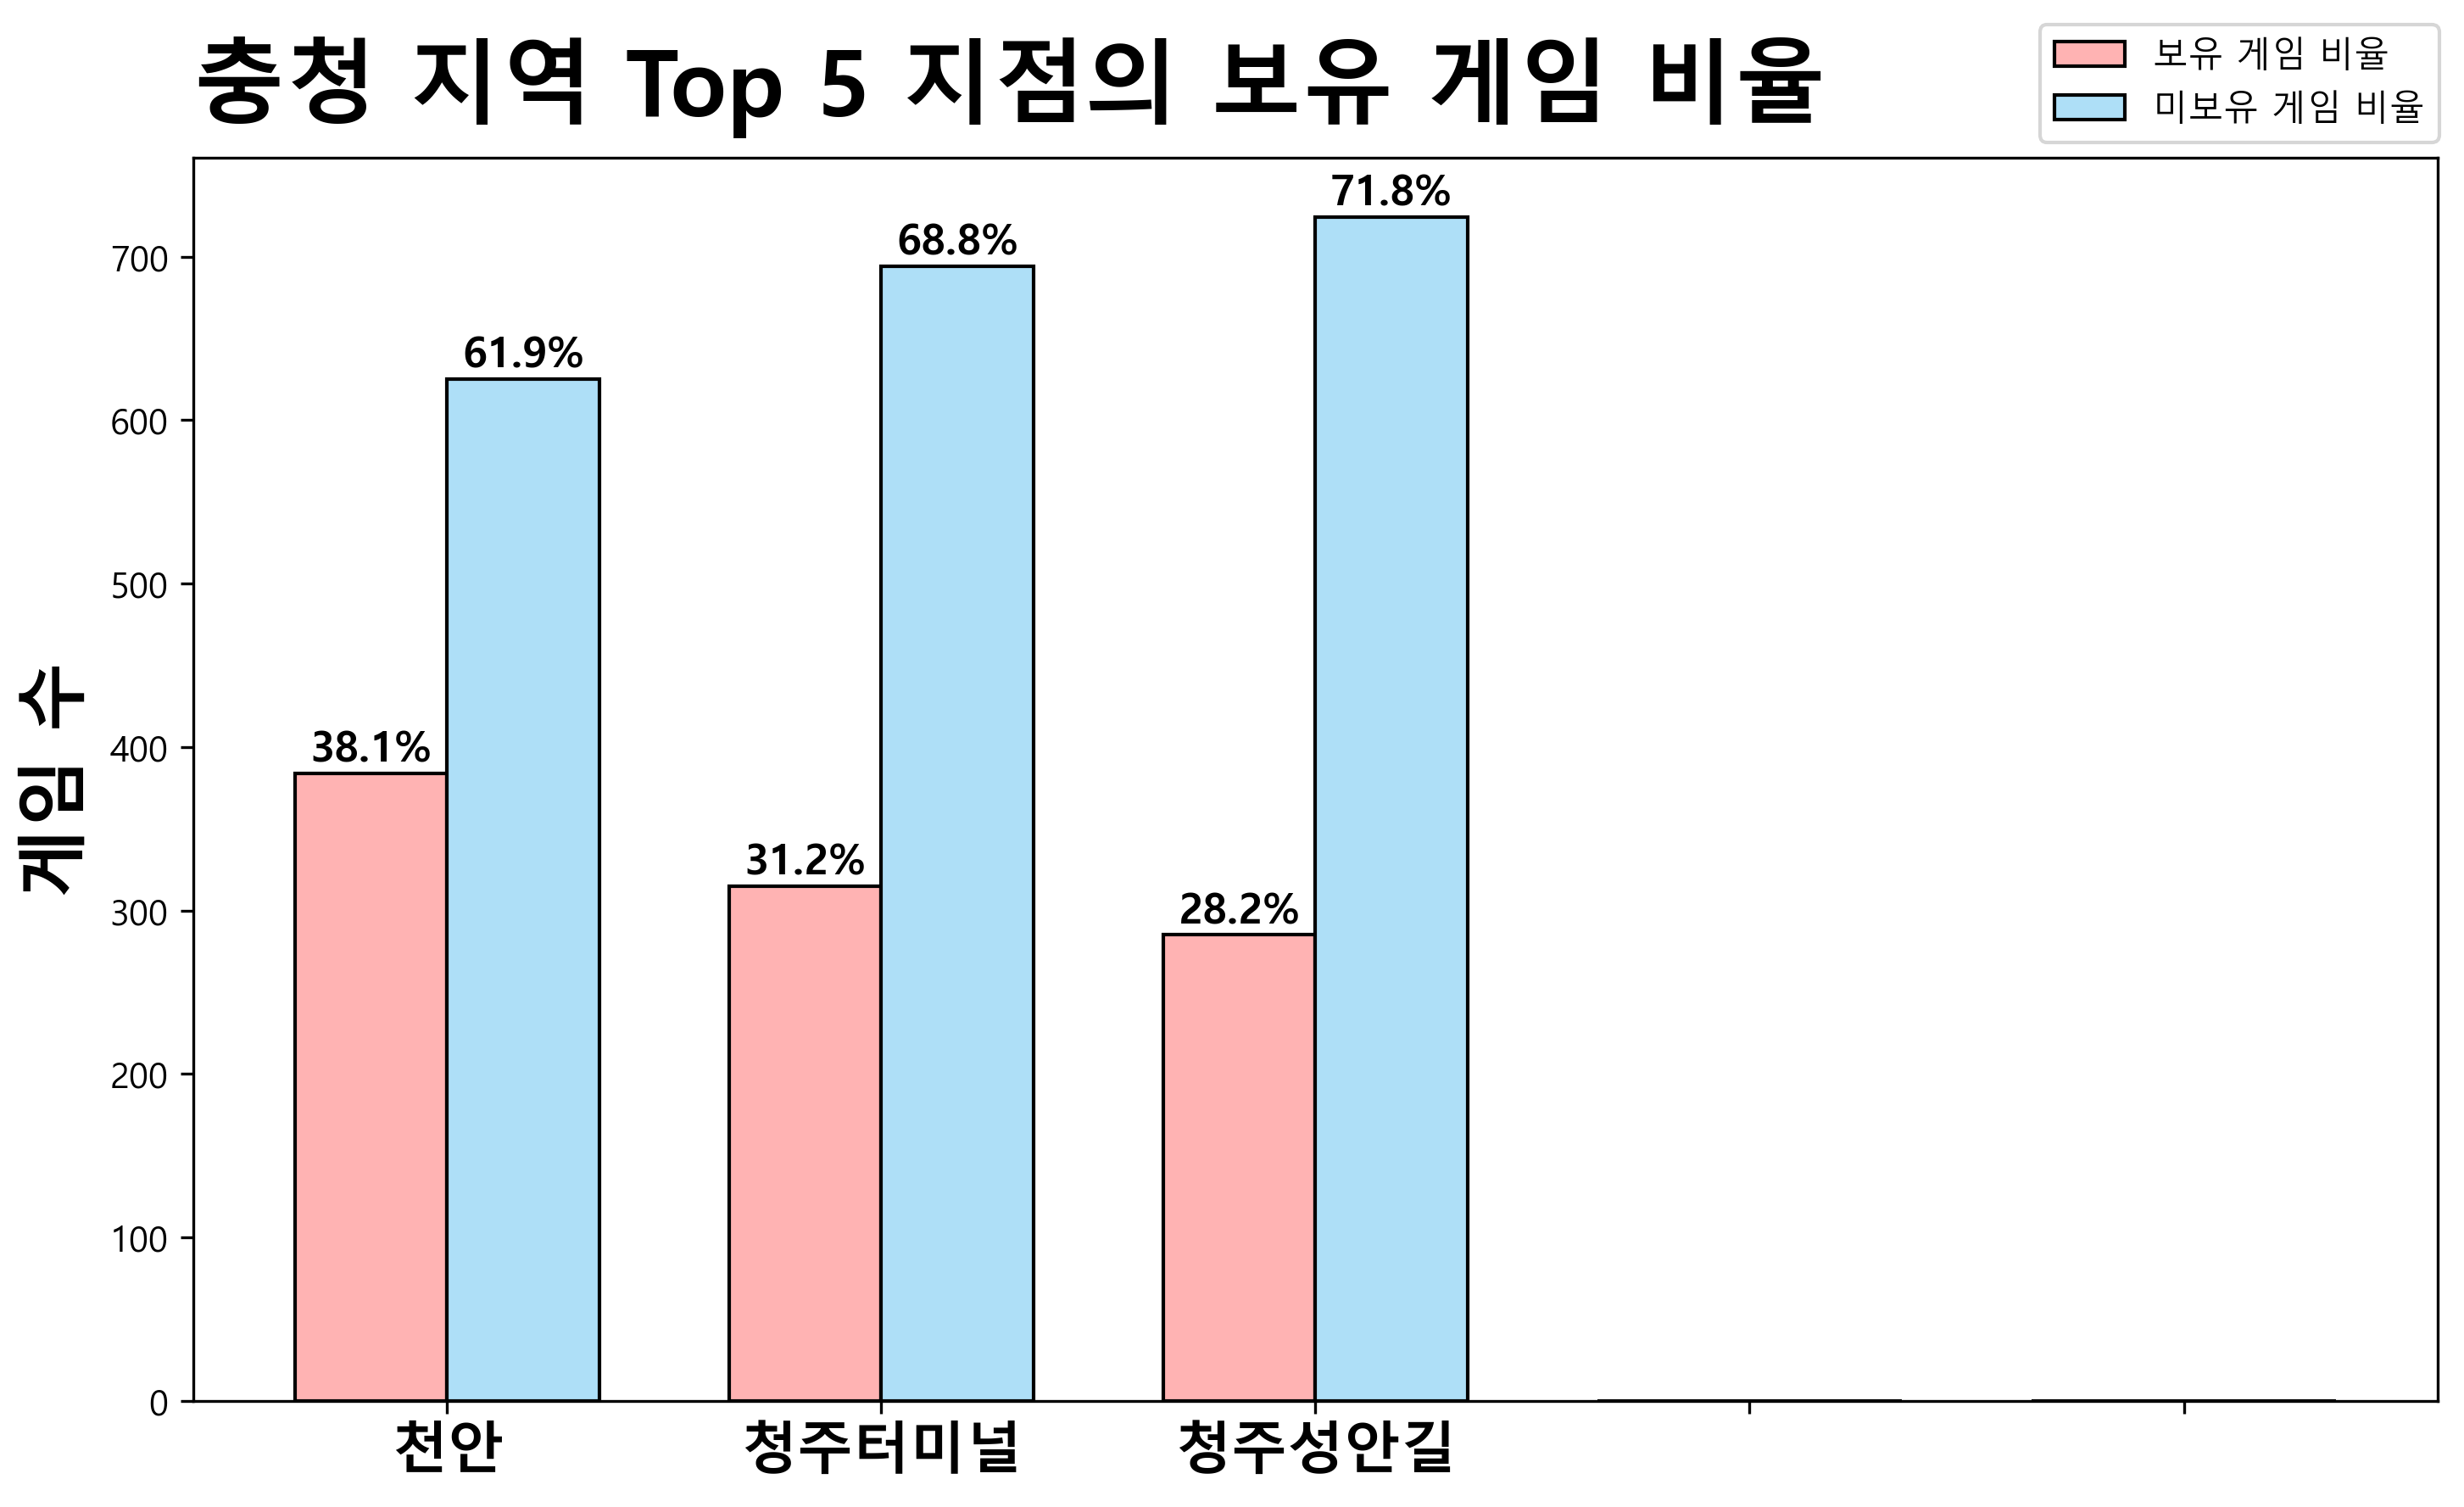 충청 지역 Top 5 지점의 보유 게임 비율
보유 게임 비율
미보유 게임 비율
게임 수
700
600
500
400
300
200
100
0
38.1%
61.9%
31.2%
68.8%
28.2%
71.8%
천안
청주터미널
청주성안길